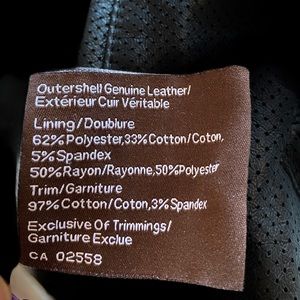 Outershell Genuine Leather/
Extérieur Cuir Véritable
Lining/Doublure
62%Polyester,33%Cotton/Coton,
5%Spandex
50%Rayon/Rayonne,50%Polyester
Trim/Garniture
97%Cotton/Coton,3%Spandex
Exclusive Of Trimmings/
Garniture Exclue
CA 02558